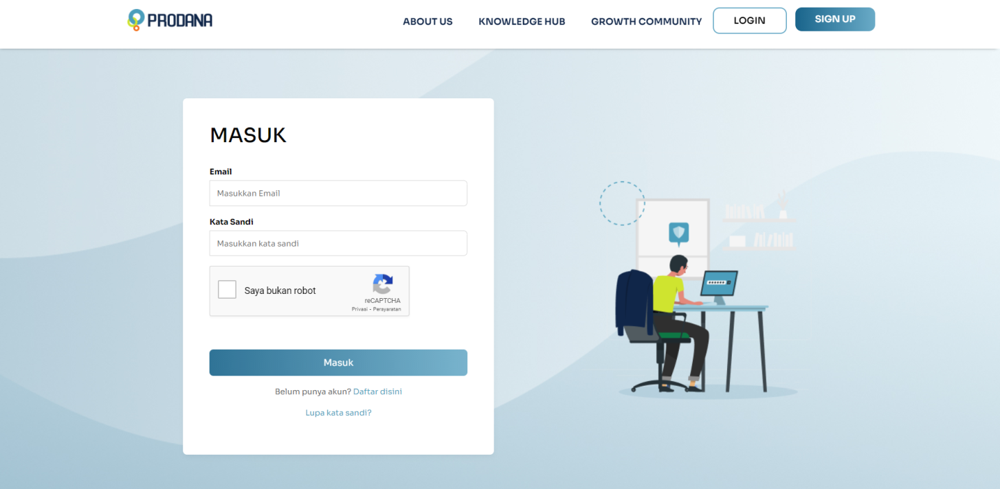 PRODANA
ABOUT US
KNOWLEDGE HUB
GROWTH COMMUNITY
LOGIN
SIGN UP
MASUK
Email
Masukkan Email
Kata Sandi
Masukkan kata sandi
Saya bukan robot
reCAPTCHA
Privasi - Persyaratan
Masuk
Belum punya akun? Daftar disini
Lupa kata sandi?